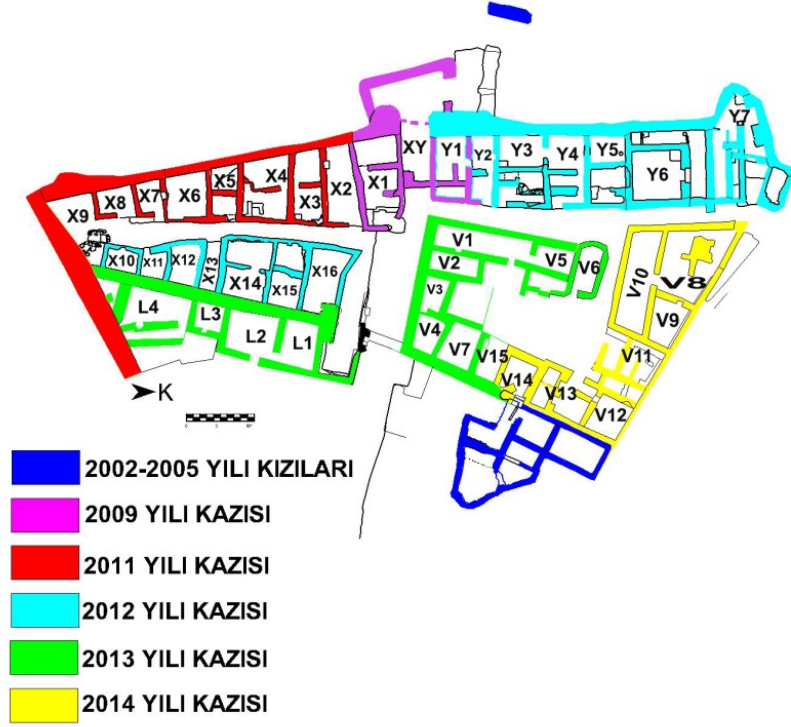 Y7
XY
Y1
Y2
Y3
Y4
Y5
Y6
X1
X2
X3
X4
X5
X6
X7
X8
X9
X10
X11
X12
X13
X14
X15
X16
V1
V2
V3
V4
V5
V6
V7
V15
V10
V8
V9
V11
V14
V13
V12
L4
L3
L2
L1
K
2002-2005 YILI KIZILARI
2009 YILI KAZISI
2011 YILI KAZISI
2012 YILI KAZISI
2013 YILI KAZISI
2014 YILI KAZISI